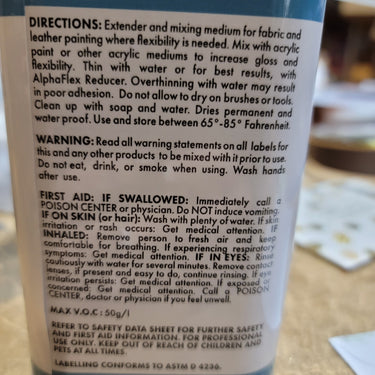 DIRECTIONS: Extender and mixing medium for fabric and
leather painting where flexibility is needed. Mix with acrylic
paint or other acrylic mediums to increase gloss and
flexibility. Thin with water or for best results, with
AlphaFlex Reducer. Overthinning with water may result
in poor adhesion. Do not allow to dry on brushes or tools.
Clean up with soap and water. Dries permanent and
water proof. Use and store between 65°-85° Fahrenheit.
WARNING: Read all warning statements on all labels for
this and any other products to be mixed with it prior to use.
Do not eat, drink, or smoke when using. Wash hands
after use.
FIRST AID: IF SWALLOWED: Immediately call a
POISON CENTER or physician. Do NOT induce vomiting.
IF ON SKIN (or hair): Wash with plenty of water. If skin
irritation or rash occurs: Get medical attention. IF
INHALED: Remove person to fresh air and keep
comfortable for breathing. If experiencing respiratory
symptoms: Get medical attention. IF IN EYES: Rinse
cautiously with water for several minutes. Remove contact
lenses, if present and easy to do, continue rinsing. If eye
irritation persists: Get medical attention. If exposed or
concerned: Get medical attention. Call a POISON
CENTER, doctor or physician if you feel unwell.
MAX V.O.C: 50g/l
REFER TO SAFETY DATA SHEET FOR FURTHER SAFETY
AND FIRST AID INFORMATION. FOR PROFESSIONAL
USE ONLY. KEEP OUT OF REACH OF CHILDREN AND
PETS AT ALL TIMES.
LABELLING CONFORMS TO ASTM D 4236.